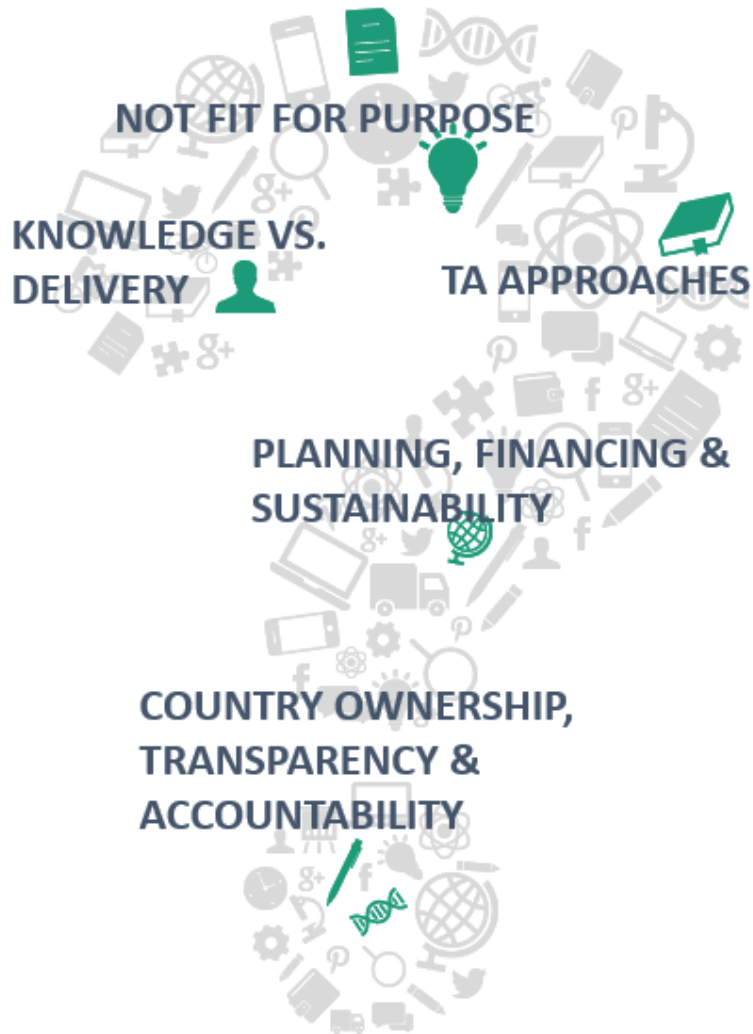 NOT FIT FOR PURPOSE
KNOWLEDGE VS.
DELIVERY
TA APPROACHES
PLANNING, FINANCING &
SUSTAINABILITY
COUNTRY OWNERSHIP,
TRANSPARENCY &
ACCOUNTABILITY